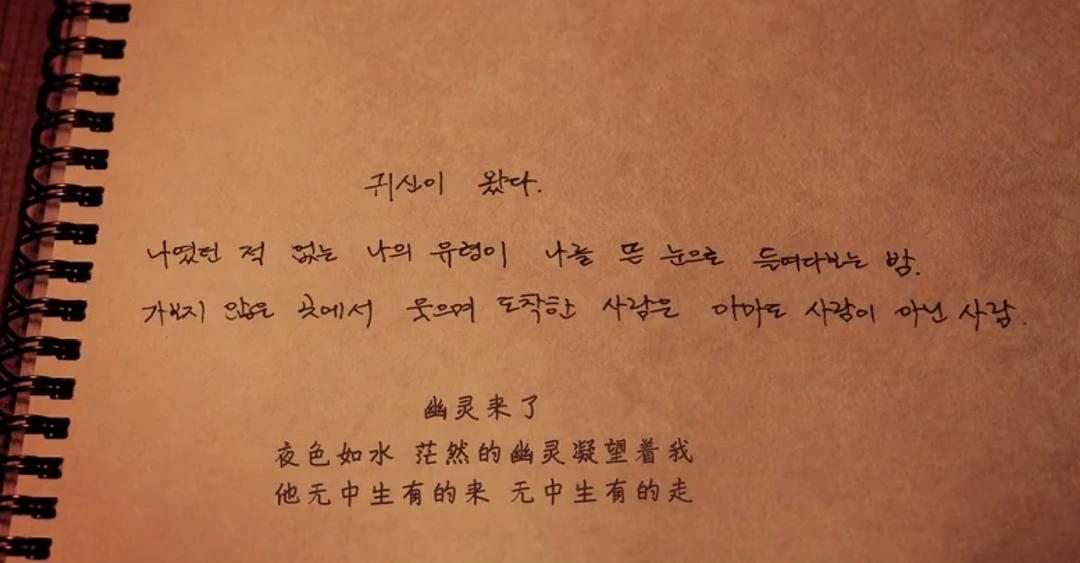 귀신이 왔다.
나였던 적 없는 나의 유형이 나를 뜬 눈으로 들여다보는 밤.
가보지 않은 곳에서 웃으며 도착한 사람은 아마도 사람이 아닌 사람.
幽灵来了
夜色如水 茫然的幽灵凝望着我
他无中生有的来 无中生有的走